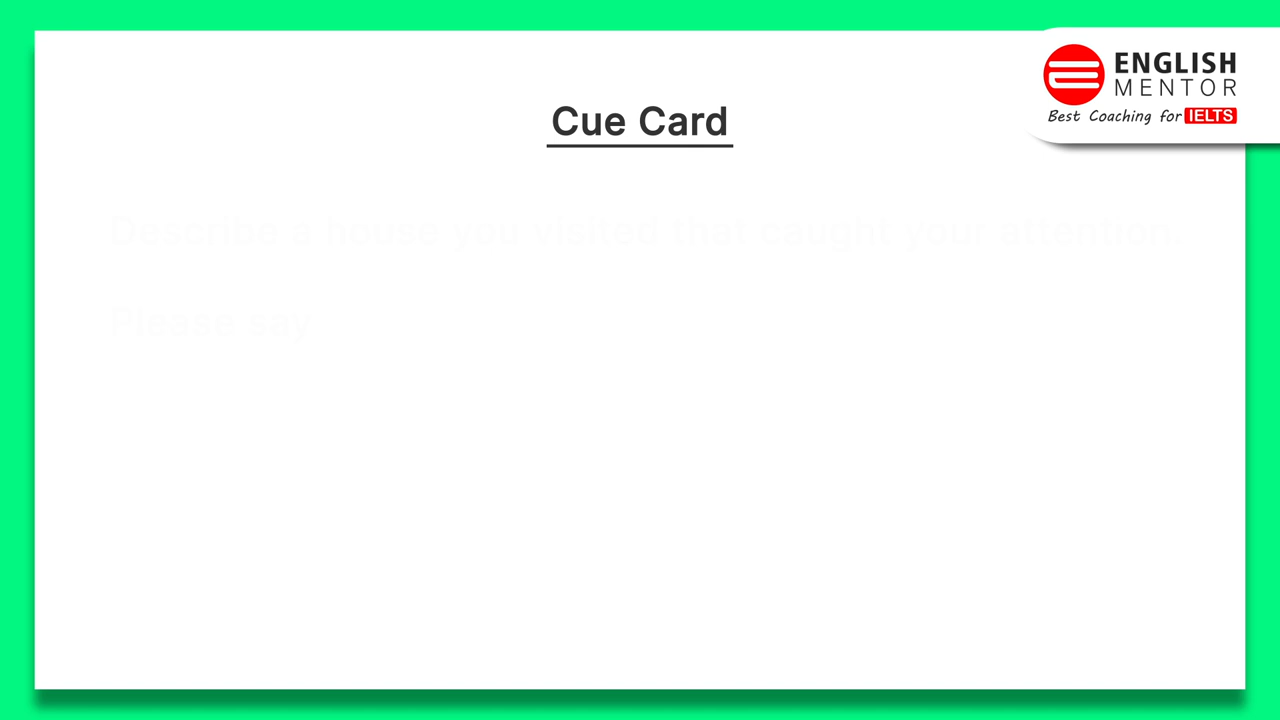 ENGLISH
MENTOR
Best Coaching for IELTS
Cue Card
Describe a house you visited that caught your attention.
Please say